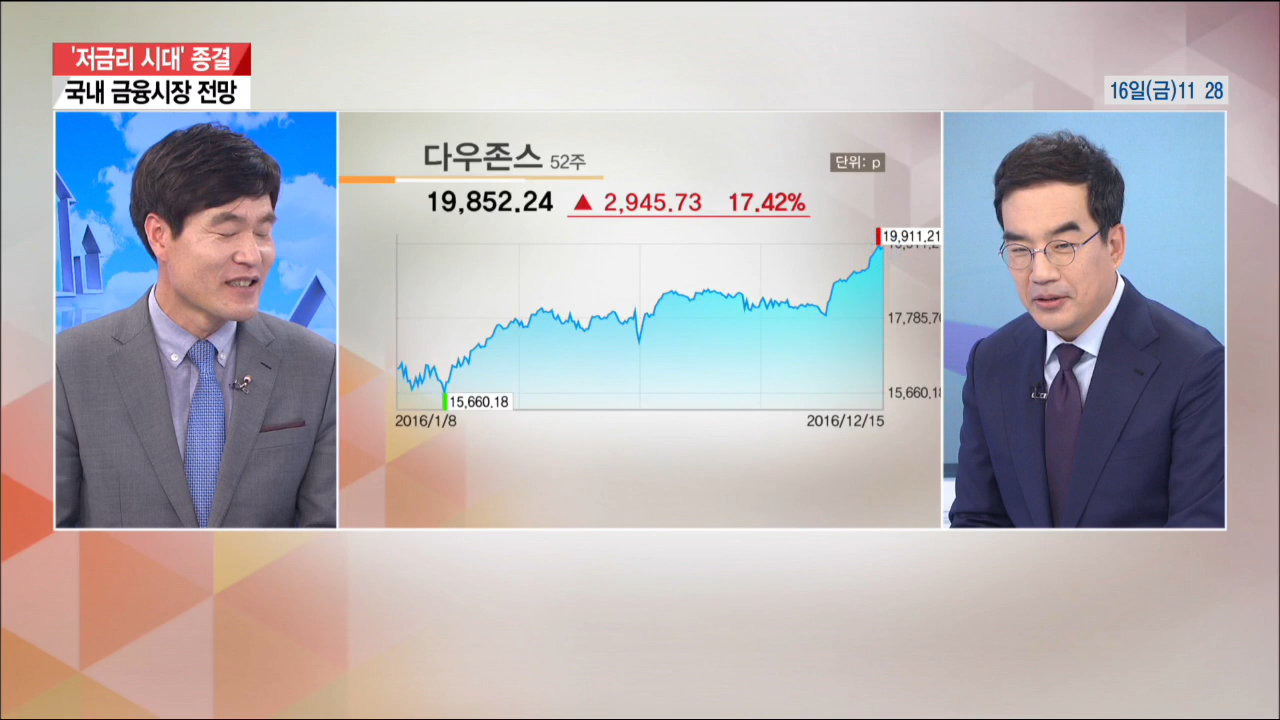 '저금리 시대' 종결
국내 금융시장 전망
16일(금)11 28
다우존스 52주
단위: p
19,852.24 ▲ 2,945.73 17.42%
19,911.21
17,785.70
15,660.18
15,660.18
2016/1/8
2016/12/15